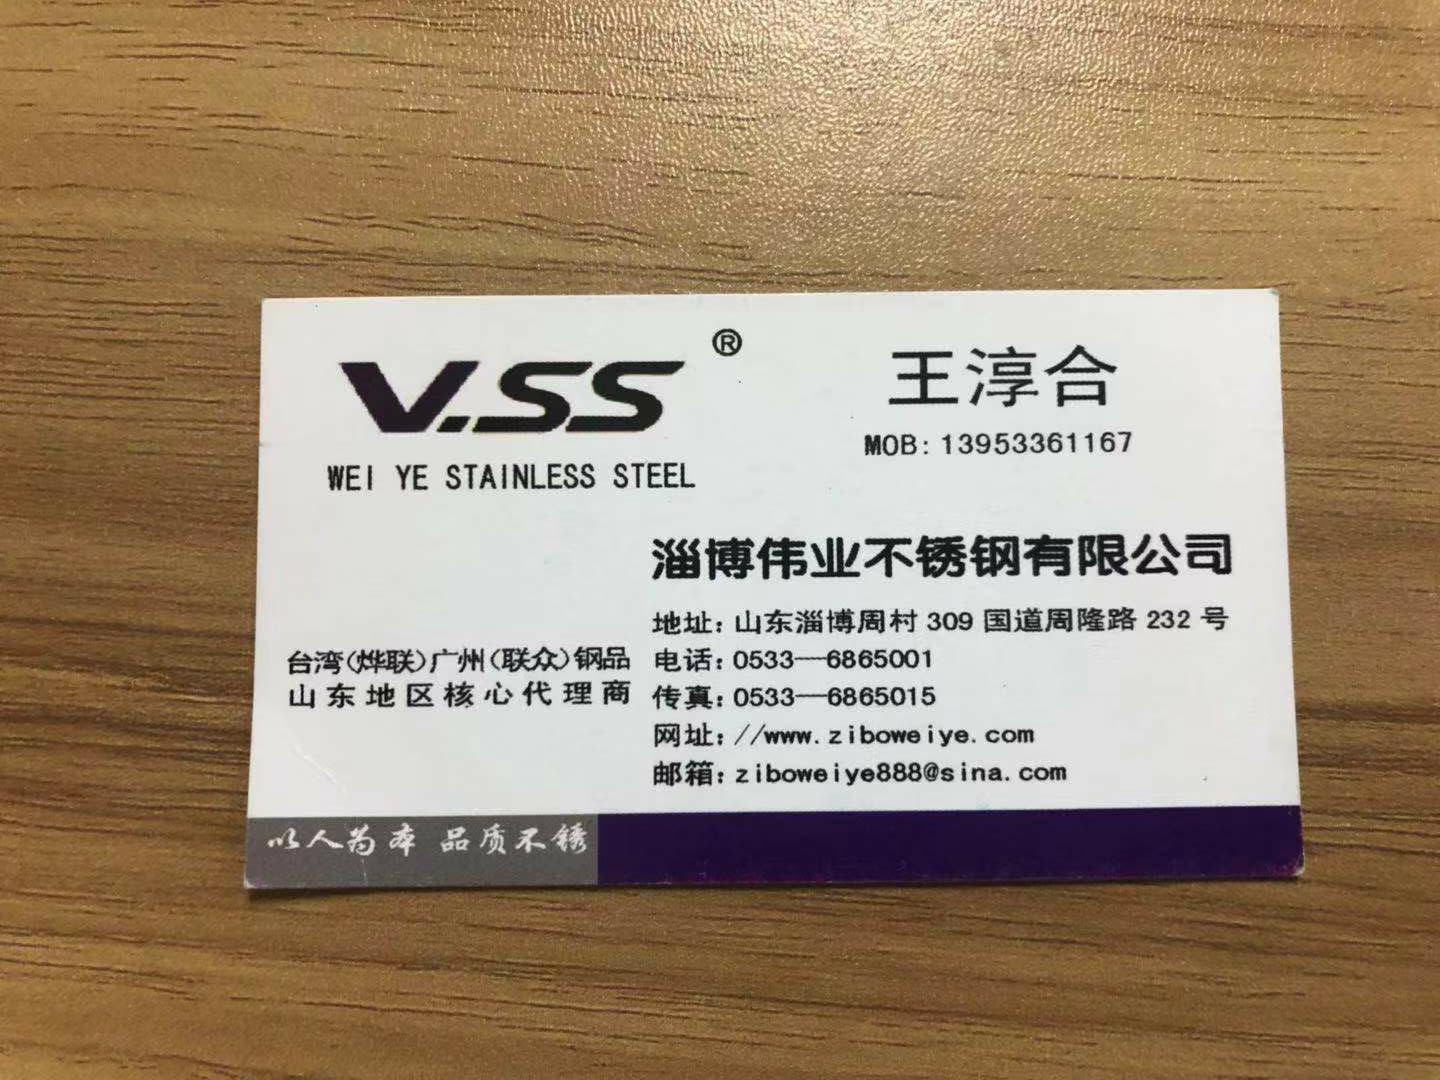 V.SS ®
WEI YE STAINLESS STEEL
王淳合
MOB: 13953361167
淄博伟业不锈钢有限公司
地址: 山东淄博周村 309 国道周隆路 232 号
电话: 0533—6865001
传真: 0533—6865015
网址: //www.ziboweiye.com
邮箱: ziboweiye888@sina.com
台湾(烨联)广州(联众)钢品
山东地区核心代理商
以人为本 品质不锈